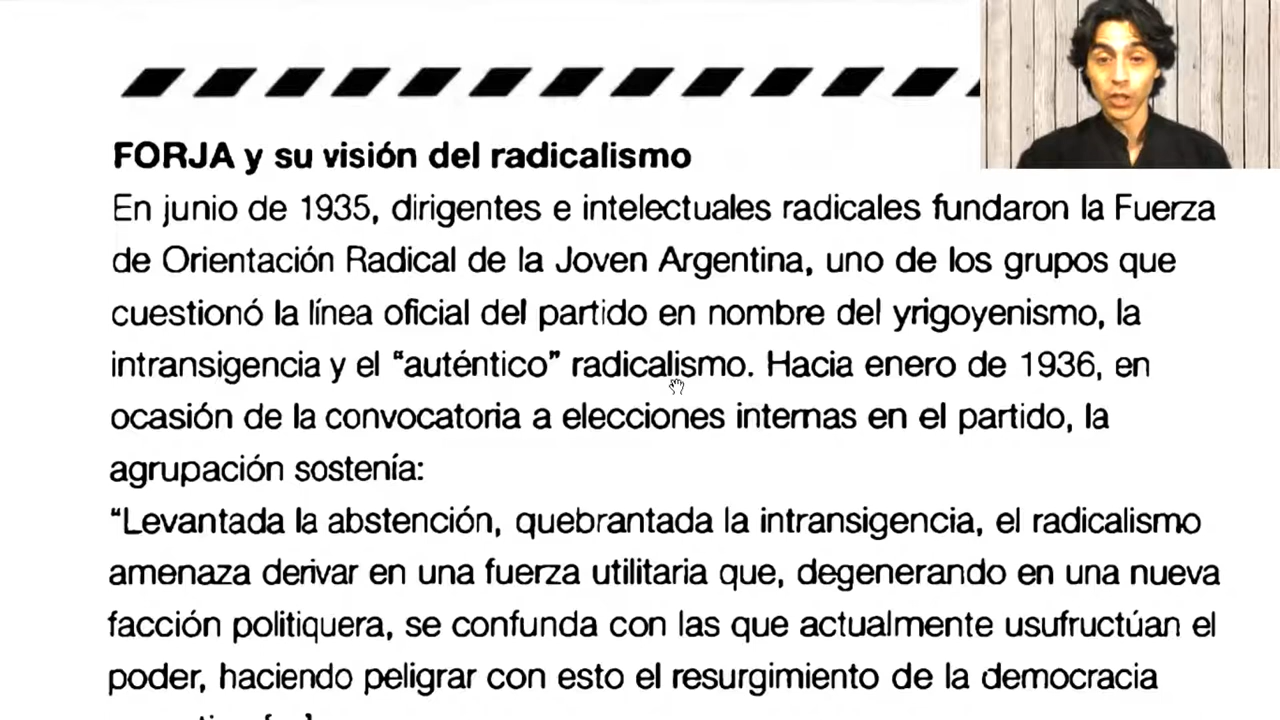 FORJA y su visión del radicalismo
En junio de 1935, dirigentes e intelectuales radicales fundaron la Fuerza
de Orientación Radical de la Joven Argentina, uno de los grupos que
cuestionó la línea oficial del partido en nombre del yrigoyenismo, la
intransigencia y el “auténtico” radicalismo. Hacia enero de 1936, en
ocasión de la convocatoria a elecciones internas en el partido, la
agrupación sostenía:
“Levantada la abstención, quebrantada la intransigencia, el radicalismo
amenaza derivar en una fuerza utilitaria que, degenerando en una nueva
facción politiquera, se confunda con las que actualmente usufructúan el
poder, haciendo peligrar con esto el resurgimiento de la democracia